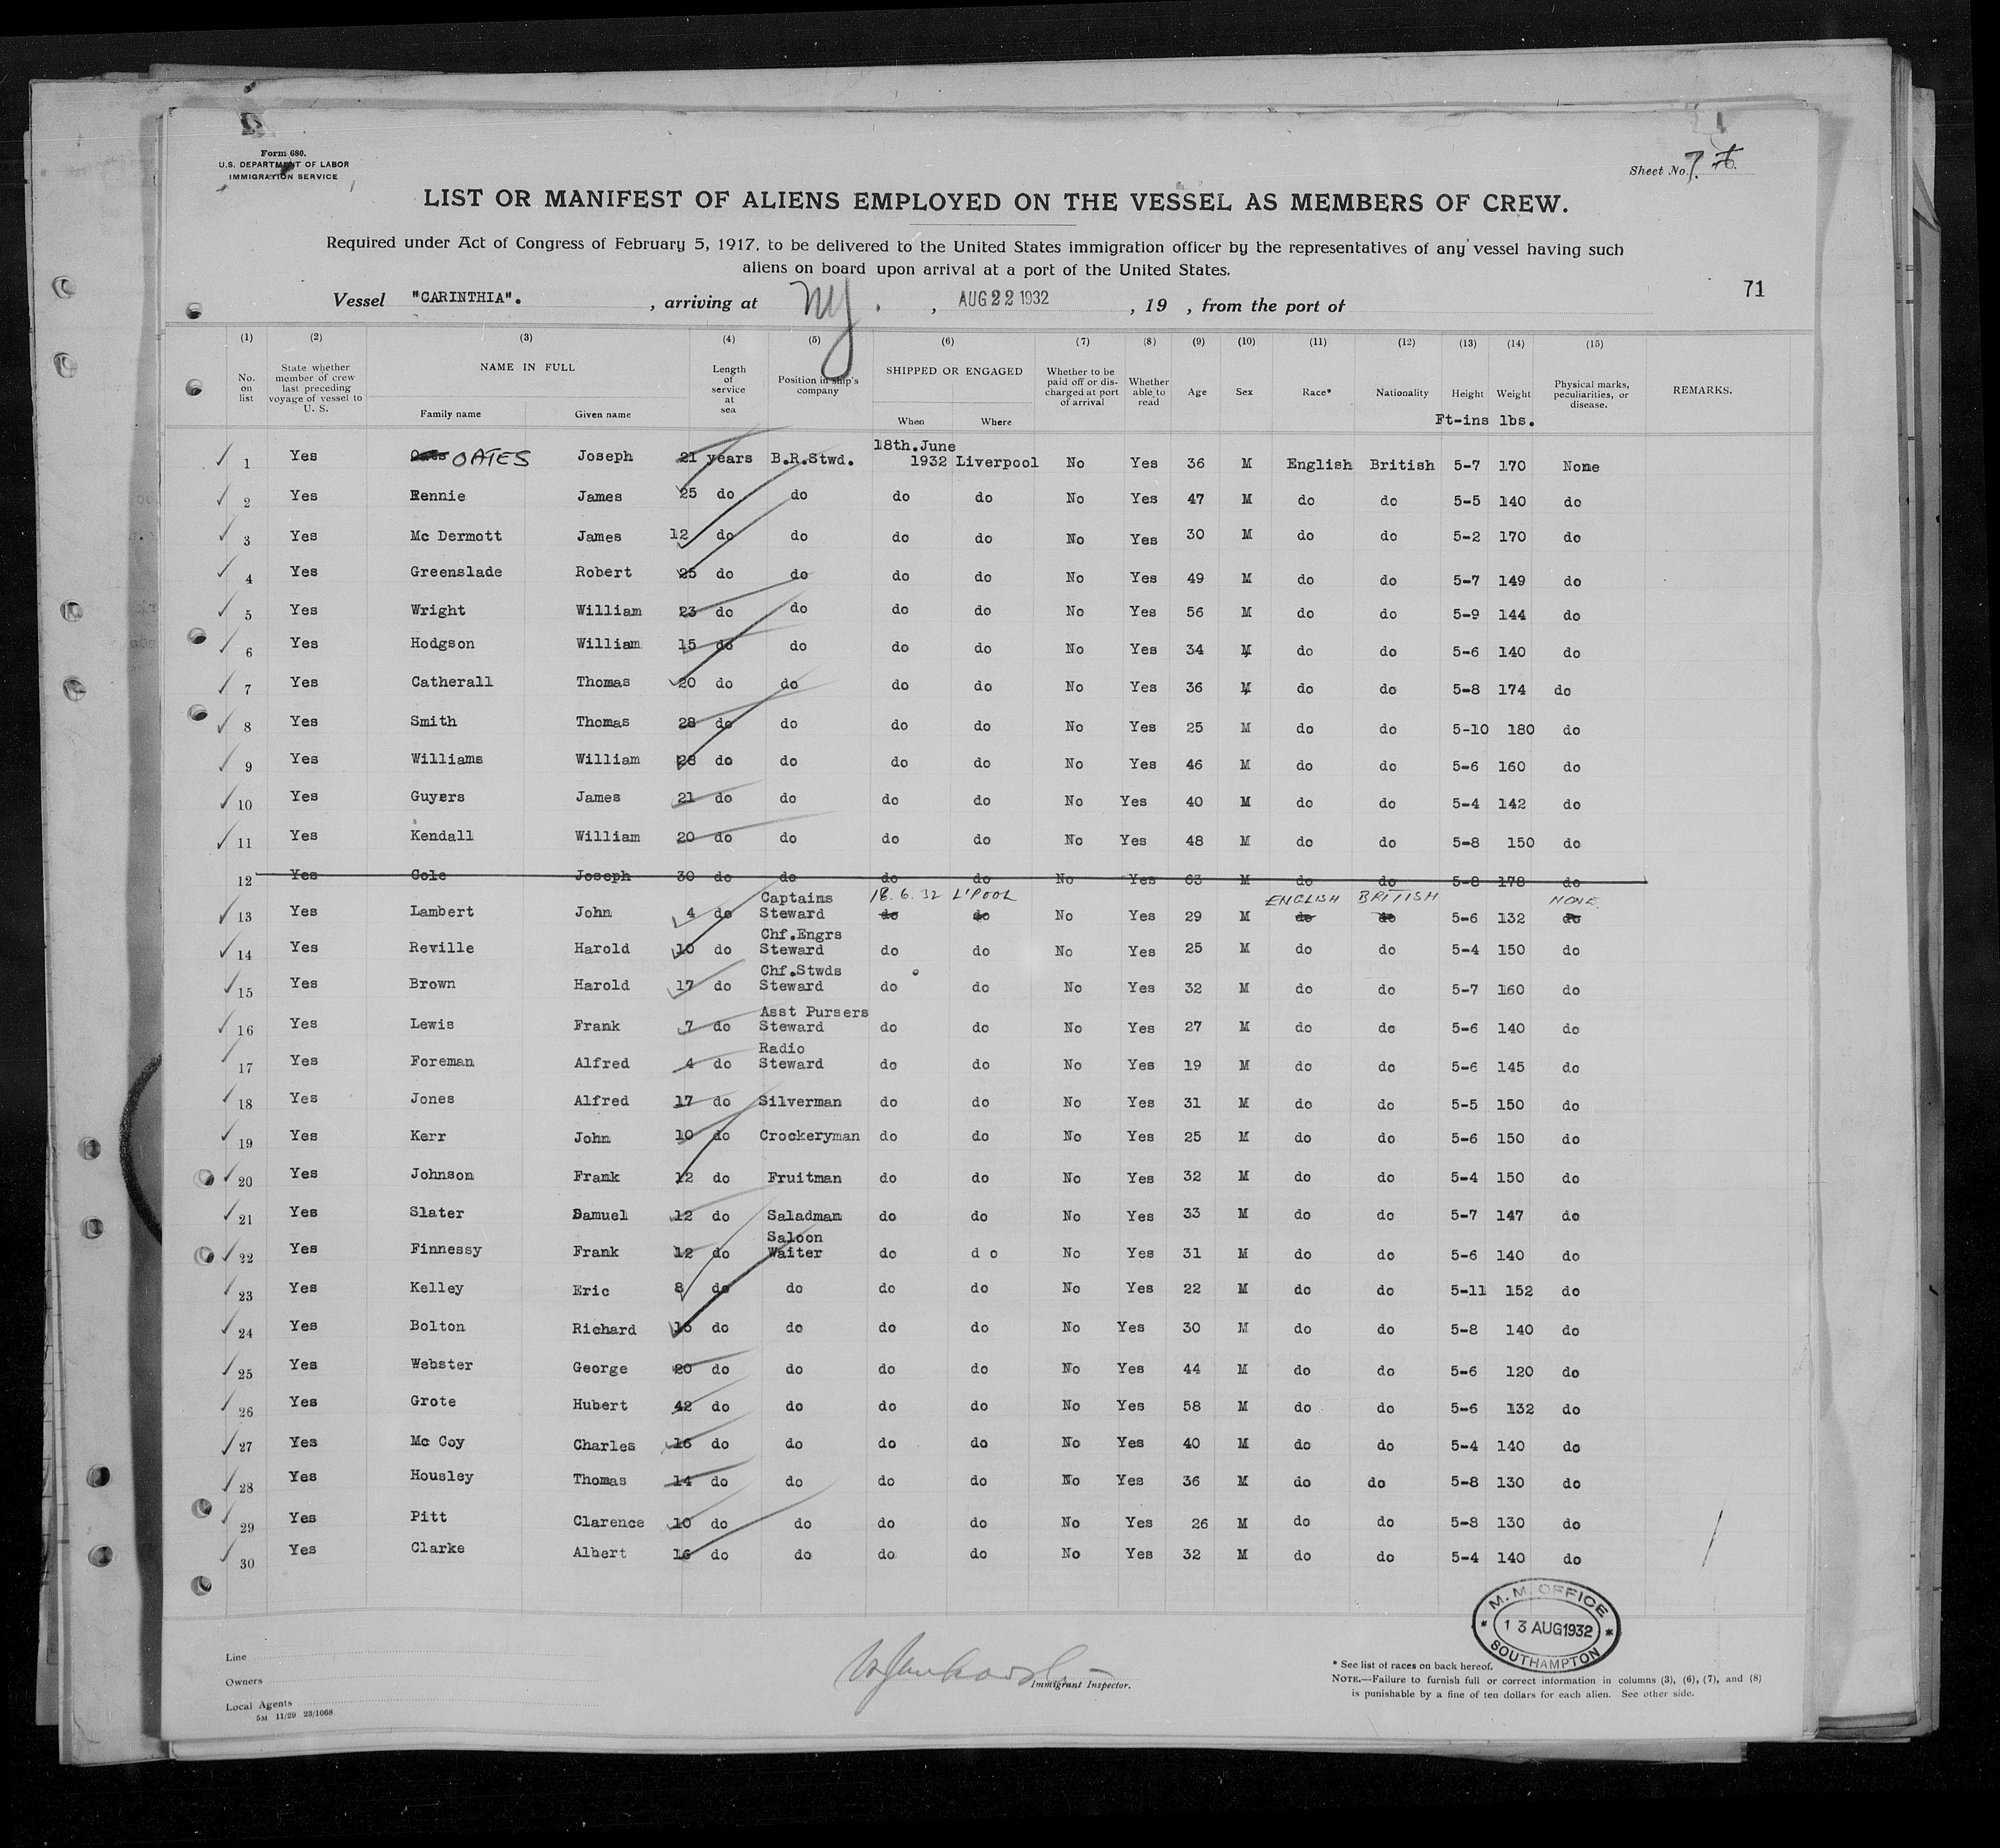 Form 680.
U.S. DEPARTMENT OF LABOR
IMMIGRATION SERVICE
Sheet No. 7.
LIST OR MANIFEST OF ALIENS EMPLOYED ON THE VESSEL AS MEMBERS OF CREW.
Required under Act of Congress of February 5, 1917, to be delivered to the United States immigration officer by the representatives of any vessel having such
aliens on board upon arrival at a port of the United States.
71
Vessel "CARINTHIA". , arriving at NY. , AUG 22 1932 , 19 , from the port of
(1) (2) (3) (4) (5) (6) (7) (8) (9) (10) (11) (12) (13) (14) (15)
No. on list State whether member of crew last preceding voyage of vessel to U. S. NAME IN FULL Family name Given name Length of service at sea Position in ship's company SHIPPED OR ENGAGED When Where Whether to be paid off or discharged at port of arrival Whether able to read Age Sex Race* Nationality Height Weight Physical marks, peculiarities, or disease. REMARKS.
Ft-ins lbs.
18th.June
1 Yes Oats OATES Joseph 21 years B.R.Stwd. 1932 Liverpool No Yes 36 M English British 5-7 170 None
2 Yes Rennie James 25 do do do do No Yes 47 M do do 5-5 140 do
3 Yes Mc Dermott James 12 do do do do No Yes 30 M do do 5-2 170 do
4 Yes Greenslade Robert 25 do do do do No Yes 49 M do do 5-7 149 do
5 Yes Wright William 23 do do do do No Yes 56 M do do 5-9 144 do
6 Yes Hodgson William 15 do do do do No Yes 34 M do do 5-6 140 do
7 Yes Catherall Thomas 20 do do do do No Yes 36 M do do 5-8 174 do
8 Yes Smith Thomas 28 do do do do No Yes 25 M do do 5-10 180 do
9 Yes Williams William 28 do do do do No Yes 46 M do do 5-6 160 do
10 Yes Guyers James 21 do do do do No Yes 40 M do do 5-4 142 do
11 Yes Kendall William 20 do do do do No Yes 48 M do do 5-8 150 do
12 Yes Cole Joseph 30 do do do do No Yes 63 M do do 5-8 178 do
Captains 18.6.32 L'POOL ENGLISH BRITISH NONE.
13 Yes Lambert John 4 do Steward do do No Yes 29 M do do 5-6 132 do
Chf.Engrs
14 Yes Reville Harold 10 do Steward do do No Yes 25 M do do 5-4 150 do
Chf.Stwds
15 Yes Brown Harold 17 do Steward do do No Yes 32 M do do 5-7 160 do
Asst Pursers
16 Yes Lewis Frank 7 do Steward do do No Yes 27 M do do 5-6 140 do
Radio
17 Yes Foreman Alfred 4 do Steward do do No Yes 19 M do do 5-6 145 do
18 Yes Jones Alfred 17 do Silverman do do No Yes 31 M do do 5-5 150 do
19 Yes Kerr John 10 do Crockeryman do do No Yes 25 M do do 5-6 150 do
20 Yes Johnson Frank 12 do Fruitman do do No Yes 32 M do do 5-4 150 do
21 Yes Slater Samuel 12 do Saladman do do No Yes 33 M do do 5-7 147 do
Saloon
22 Yes Finnessy Frank 12 do Waiter do d o No Yes 31 M do do 5-6 140 do
23 Yes Kelley Eric 8 do do do do No Yes 22 M do do 5-11 152 do
24 Yes Bolton Richard 15 do do do do No Yes 30 M do do 5-8 140 do
25 Yes Webster George 20 do do do do No Yes 44 M do do 5-6 120 do
26 Yes Grote Hubert 42 do do do do No Yes 58 M do do 5-6 132 do
27 Yes Mc Coy Charles 16 do do do do No Yes 40 M do do 5-4 140 do
28 Yes Housley Thomas 14 do do do do No Yes 36 M do do 5-8 130 do
29 Yes Pitt Clarence 10 do do do do No Yes 26 M do do 5-8 130 do
30 Yes Clarke Albert 16 do do do do No Yes 32 M do do 5-4 140 do
M. M. OFFICE
13 AUG 1932
SOUTHAMPTON
Line
Owners
Local Agents
5M 11/29 23/1068
Immigrant Inspector.
* See list of races on back hereof.
NOTE.—Failure to furnish full or correct information in columns (3), (6), (7), and (8)
is punishable by a fine of ten dollars for each alien. See other side.